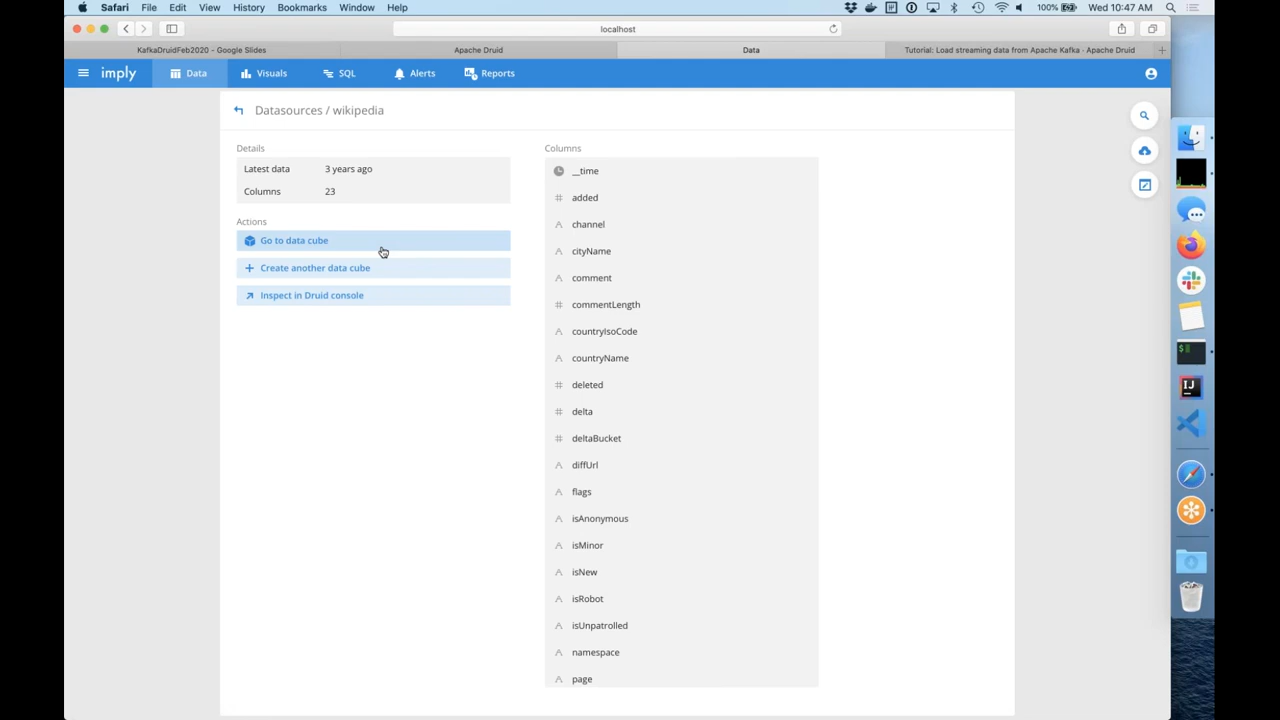 Safari File Edit View History Bookmarks Window Help 100% Wed 10:47 AM
localhost
KafkaDruidFeb2020 - Google Slides Apache Druid Data Tutorial: Load streaming data from Apache Kafka · Apache Druid
imply Data Visuals SQL Alerts Reports
Datasources / wikipedia
Details
Latest data 3 years ago
Columns 23
Actions
Go to data cube
Create another data cube
Inspect in Druid console
Columns
__time
# added
A channel
A cityName
A comment
# commentLength
A countryIsoCode
A countryName
# deleted
# delta
# deltaBucket
A diffUrl
A flags
A isAnonymous
A isMinor
A isNew
A isRobot
A isUnpatrolled
A namespace
A page
IJ